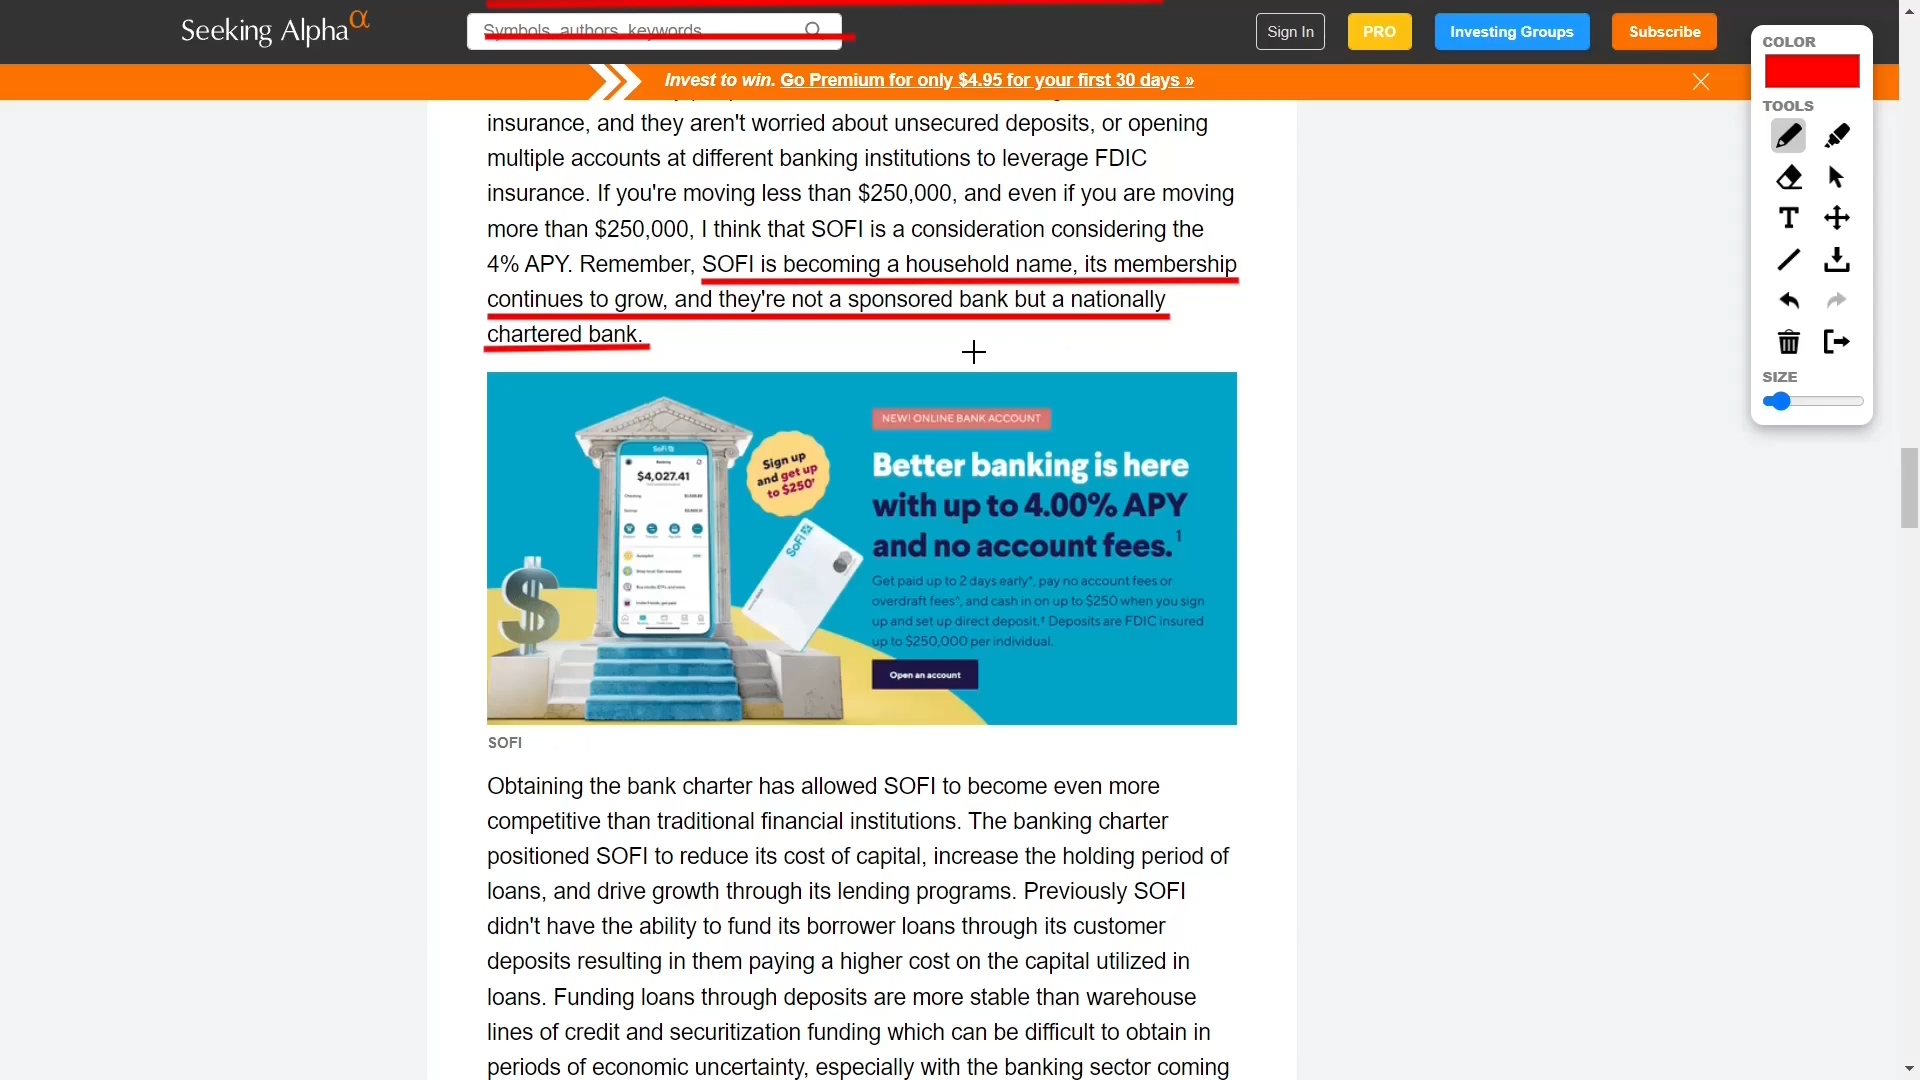 Seeking Alpha α
Symbols, authors, keywords
Sign In
PRO
Investing Groups
Subscribe
Invest to win. Go Premium for only $4.95 for your first 30 days »
insurance, and they aren't worried about unsecured deposits, or opening
multiple accounts at different banking institutions to leverage FDIC
insurance. If you're moving less than $250,000, and even if you are moving
more than $250,000, I think that SOFI is a consideration considering the
4% APY. Remember, SOFI is becoming a household name, its membership
continues to grow, and they're not a sponsored bank but a nationally
chartered bank.
SoFi
Banking
$4,027.41
Checking
Savings
Sign up
and get up
to $250†
SoFi
NEW! ONLINE BANK ACCOUNT
Better banking is here
with up to 4.00% APY
and no account fees.¹
Get paid up to 2 days early*, pay no account fees or
overdraft fees^, and cash in on up to $250 when you sign
up and set up direct deposit.† Deposits are FDIC insured
up to $250,000 per individual.
Open an account
SOFI
Obtaining the bank charter has allowed SOFI to become even more
competitive than traditional financial institutions. The banking charter
positioned SOFI to reduce its cost of capital, increase the holding period of
loans, and drive growth through its lending programs. Previously SOFI
didn't have the ability to fund its borrower loans through its customer
deposits resulting in them paying a higher cost on the capital utilized in
loans. Funding loans through deposits are more stable than warehouse
lines of credit and securitization funding which can be difficult to obtain in
periods of economic uncertainty, especially with the banking sector coming
COLOR
TOOLS
T
SIZE